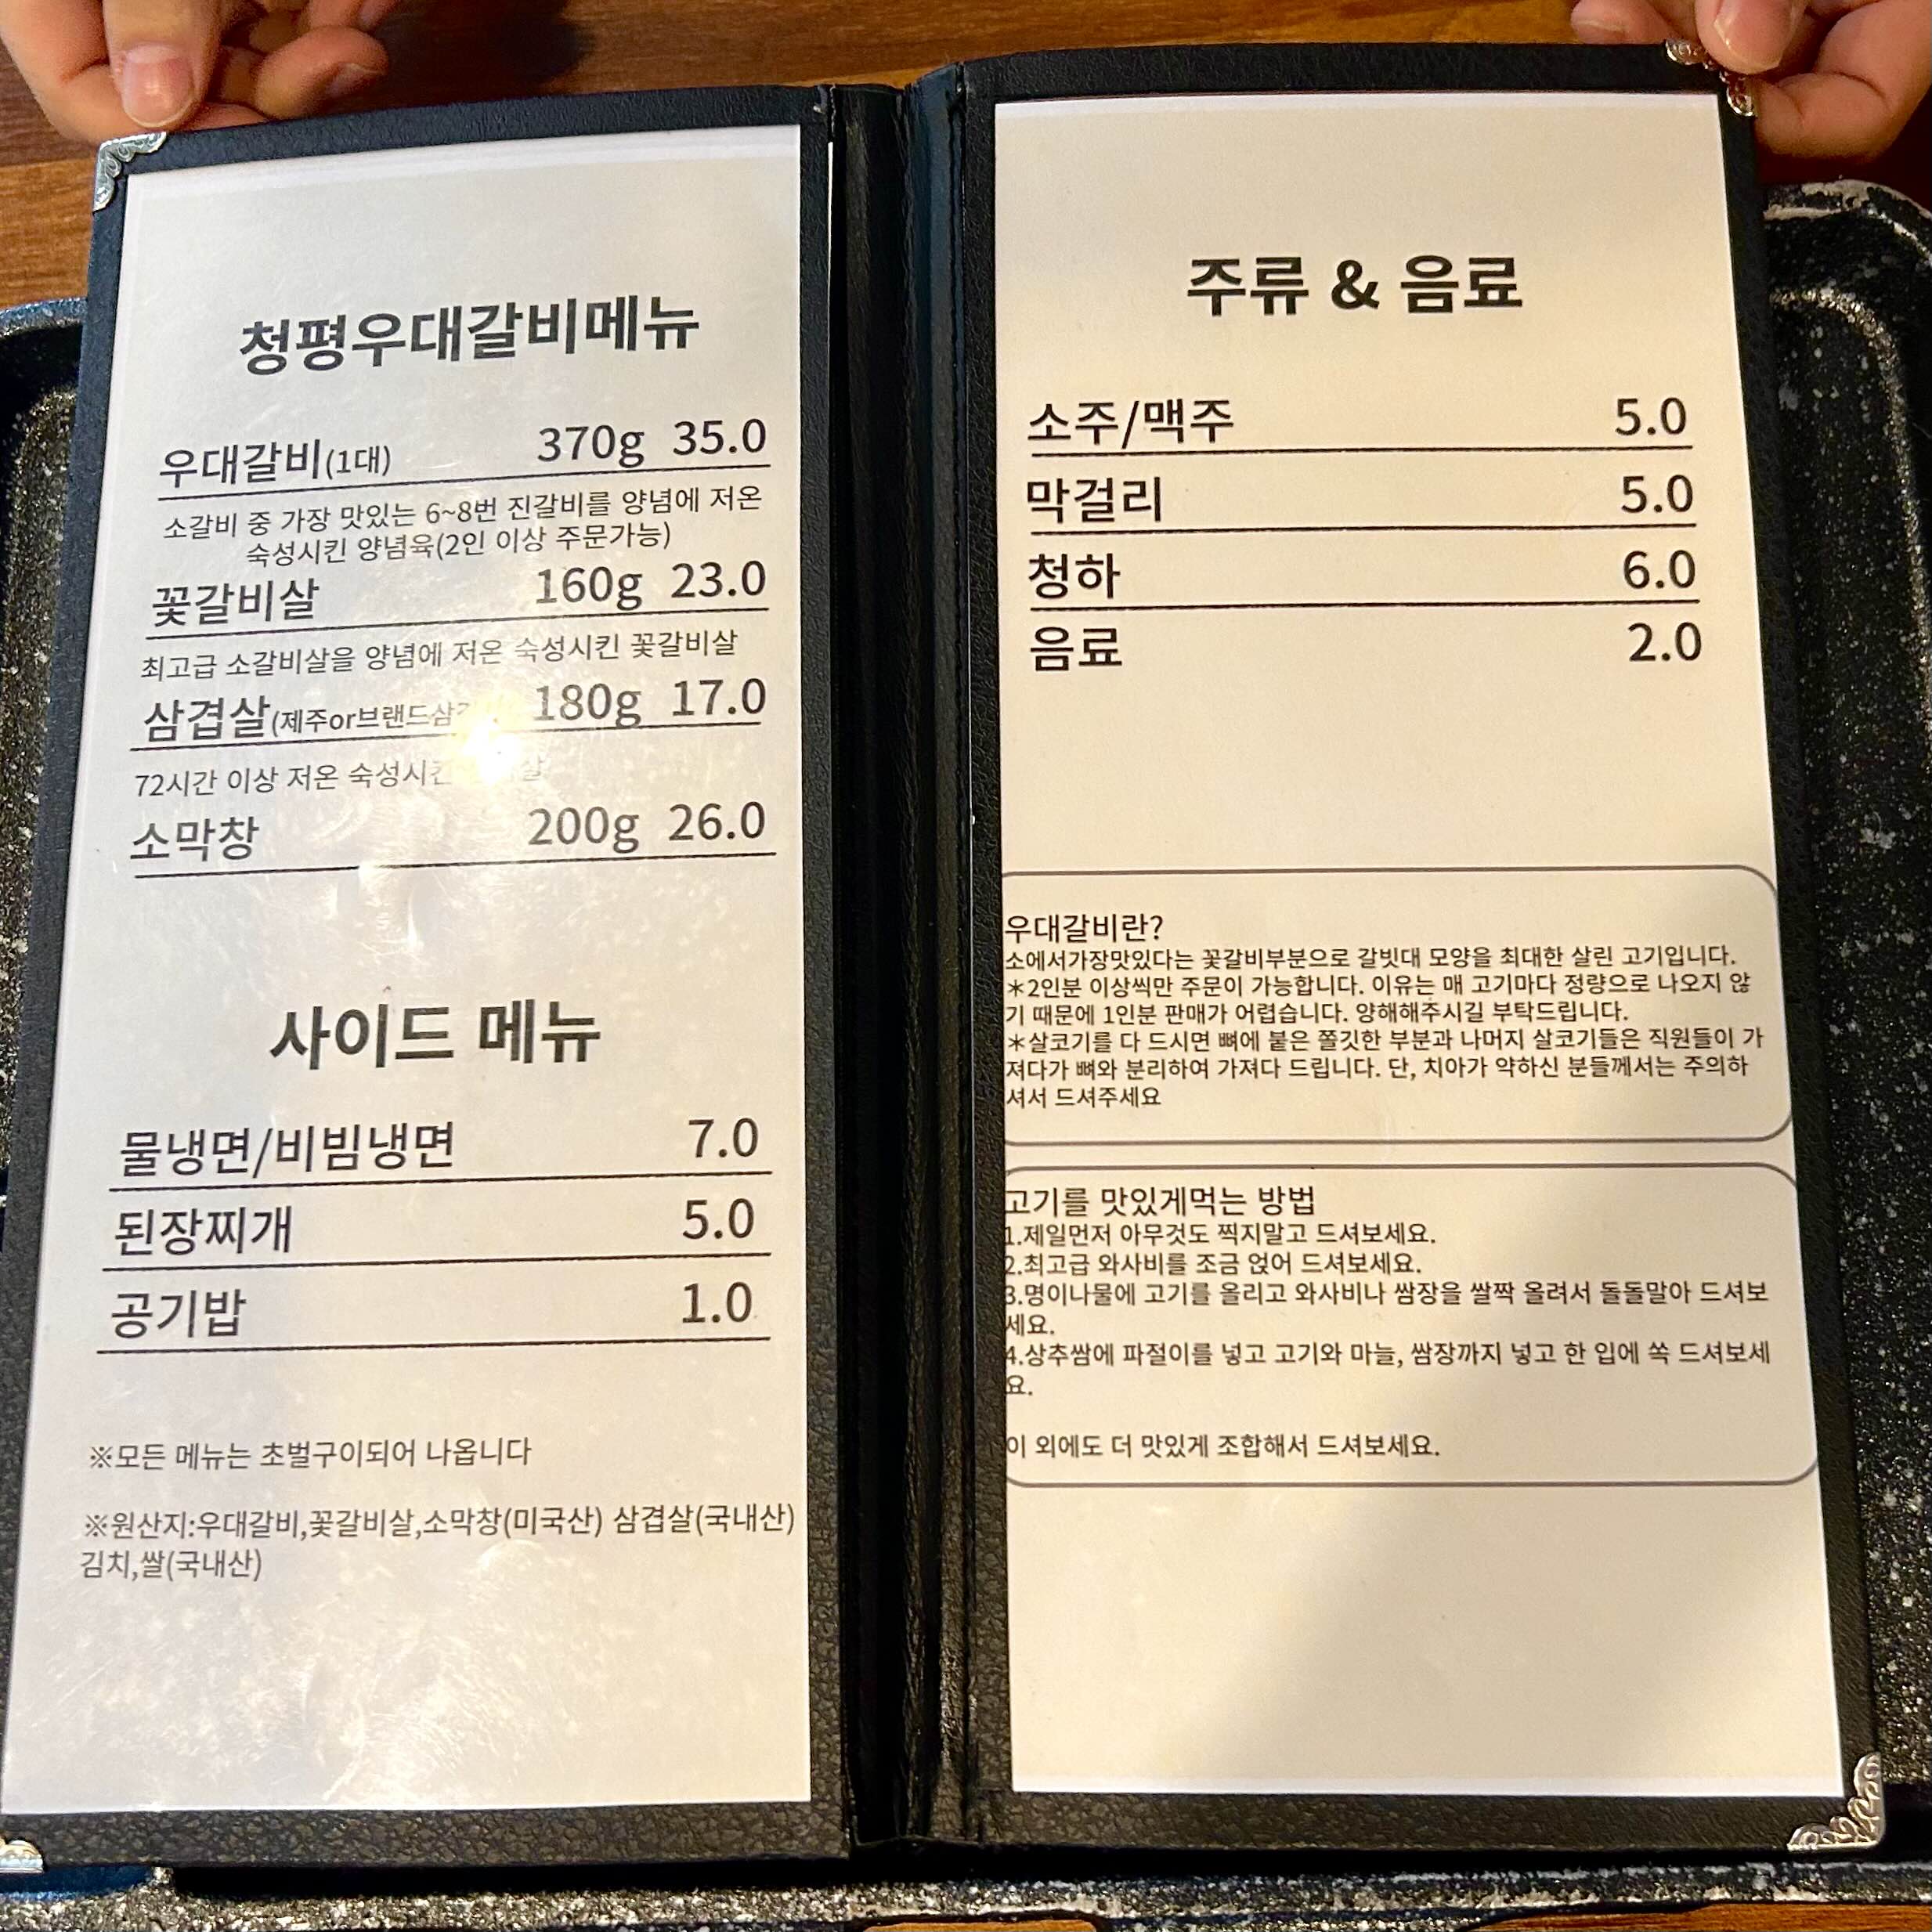 청평우대갈비메뉴
우대갈비(1대) 370g 35.0
소갈비 중 가장 맛있는 6~8번 진갈비를 양념에 저온
숙성시킨 양념육(2인 이상 주문가능)
꽃갈비살 160g 23.0
최고급 소갈비살을 양념에 저온 숙성시킨 꽃갈비살
삼겹살(제주or브랜드 180g 17.0
72시간 이상 저온 숙성시킨
소막창 200g 26.0
사이드 메뉴
물냉면/비빔냉면 7.0
된장찌개 5.0
공기밥 1.0
※모든 메뉴는 초벌구이되어 나옵니다
※원산지:우대갈비,꽃갈비살,소막창(미국산) 삼겹살(국내산)
김치,쌀(국내산)
주류 & 음료
소주/맥주 5.0
막걸리 5.0
청하 6.0
음료 2.0
우대갈비란?
소에서가장맛있다는 꽃갈비부분으로 갈빗대 모양을 최대한 살린 고기입니다.
*2인분 이상씩만 주문이 가능합니다. 이유는 매 고기마다 정량으로 나오지 않
기 때문에 1인분 판매가 어렵습니다. 양해해주시길 부탁드립니다.
*살코기를 다 드시면 뼈에 붙은 쫄깃한 부분과 나머지 살코기들은 직원들이 가
져다가 뼈와 분리하여 가져다 드립니다. 단, 치아가 약하신 분들께서는 주의하
셔서 드셔주세요
고기를 맛있게먹는 방법
1.제일먼저 아무것도 찍지말고 드셔보세요.
2.최고급 와사비를 조금 얹어 드셔보세요.
3.명이나물에 고기를 올리고 와사비나 쌈장을 쌀짝 올려서 돌돌말아 드셔보
세요.
4.상추쌈에 파절이를 넣고 고기와 마늘, 쌈장까지 넣고 한 입에 쏙 드셔보세
요.
이 외에도 더 맛있게 조합해서 드셔보세요.